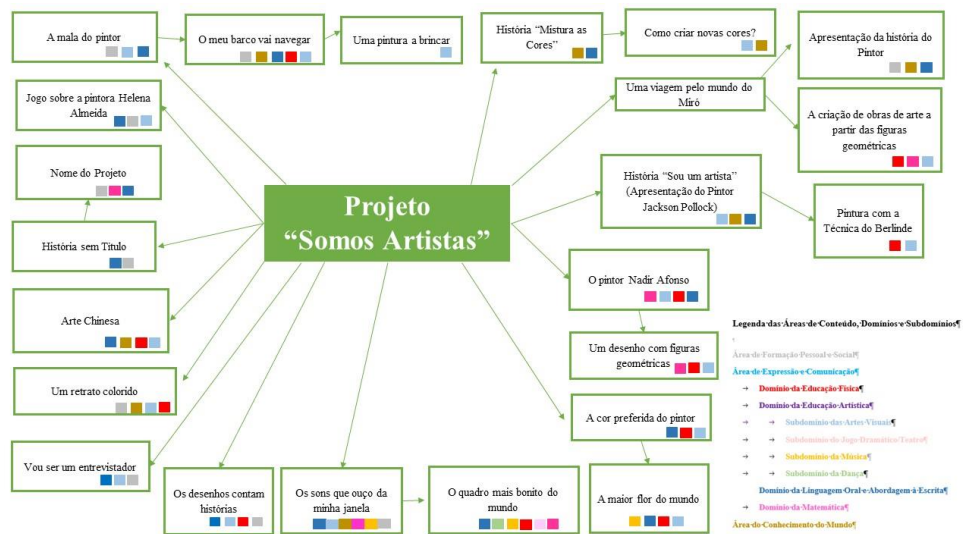 A mala do pintor
O meu barco vai navegar
Uma pintura a brincar
História “Mistura as
Cores”
Como criar novas cores?
Apresentação da história do
Pintor
Uma viagem pelo mundo do
Miró
A criação de obras de arte a
partir das figuras
geométricas
Jogo sobre a pintora Helena
Almeida
Nome do Projeto
História sem Título
Projeto
“Somos Artistas”
História “Sou um artista”
(Apresentação do Pintor
Jackson Pollock)
Pintura com a
Técnica do Berlinde
O pintor Nadir Afonso
Um desenho com figuras
geométricas
Arte Chinesa
Um retrato colorido
Vou ser um entrevistador
Os desenhos contam
histórias
Os sons que ouço da
minha janela
O quadro mais bonito do
mundo
A cor preferida do pintor
A maior flor do mundo
Legenda·das·Áreas·de·Conteúdo,·Domínios·e·Subdomínios¶
Área·de·Formação·Pessoal·e·Social¶
Área·de·Expressão·e·Comunicação¶
→ Domínio·da·Educação·Física¶
→ Domínio·da·Educação·Artística¶
→ → Subdomínio·das·Artes·Visuais¶
→ → Subdomínio·do·Jogo·Dramático/Teatro¶
→ → Subdomínio·da·Música¶
→ → Subdomínio·da·Dança¶
Domínio·da·Linguagem·Oral·e·Abordagem·à·Escrita¶
→ Domínio·da·Matemática¶
Área·do·Conhecimento·do·Mundo¶